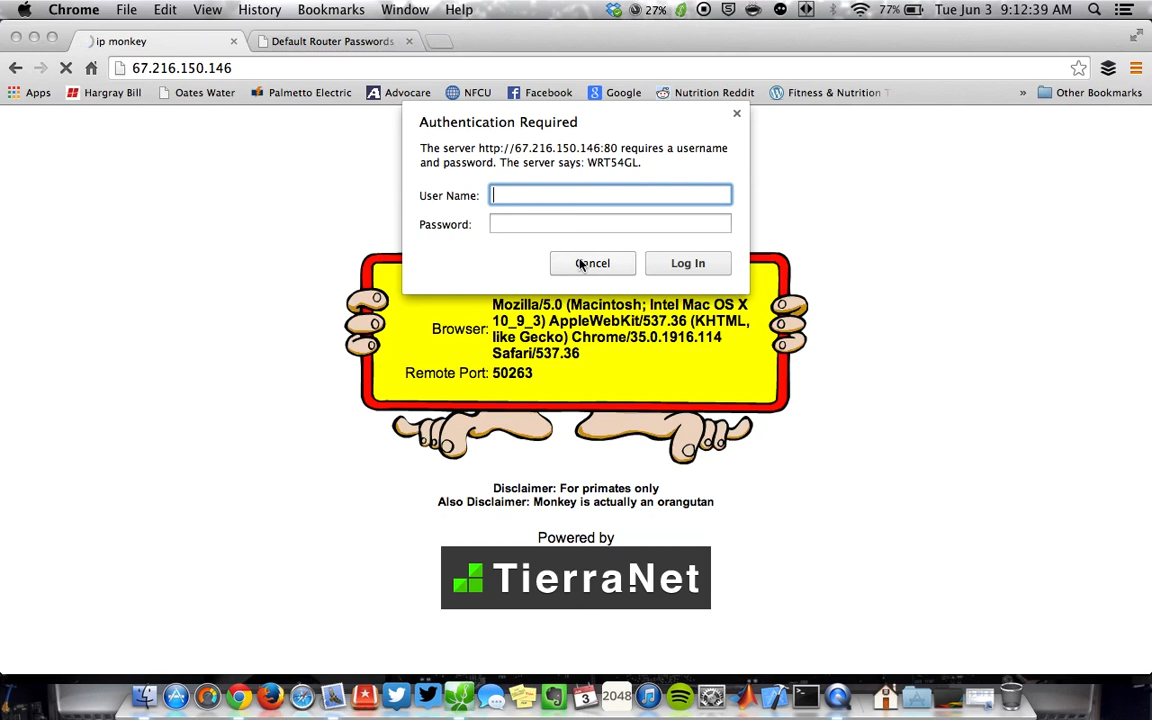 Chrome File Edit View History Bookmarks Window Help 27% 77% Tue Jun 3 9:12:39 AM
ip monkey Default Router Passwords
67.216.150.146
Apps Hargray Bill Oates Water Palmetto Electric Advocare NFCU Facebook Google Nutrition Reddit Fitness & Nutrition T » Other Bookmarks
Authentication Required
The server http://67.216.150.146:80 requires a username
and password. The server says: WRT54GL.
User Name:
Password:
Cancel Log In
Mozilla/5.0 (Macintosh; Intel Mac OS X
10_9_3) AppleWebKit/537.36 (KHTML,
Browser: like Gecko) Chrome/35.0.1916.114
Safari/537.36
Remote Port: 50263
Disclaimer: For primates only
Also Disclaimer: Monkey is actually an orangutan
Powered by
TierraNet
3 2048